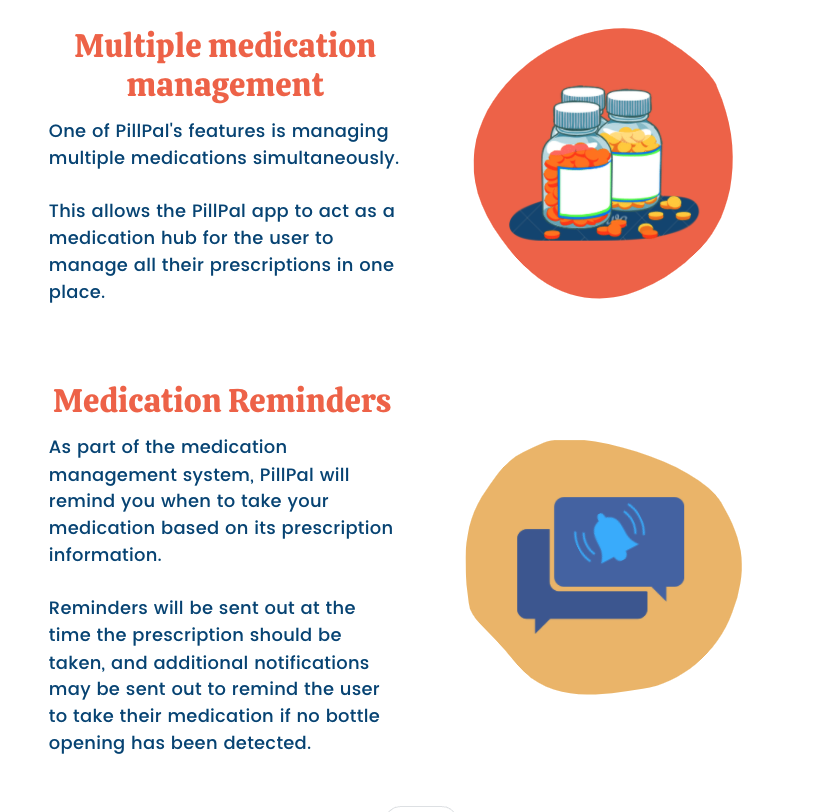 Multiple medication
management
One of PillPal's features is managing
multiple medications simultaneously.
This allows the PillPal app to act as a
medication hub for the user to
manage all their prescriptions in one
place.
Medication Reminders
As part of the medication
management system, PillPal will
remind you when to take your
medication based on its prescription
information.
Reminders will be sent out at the
time the prescription should be
taken, and additional notifications
may be sent out to remind the user
to take their medication if no bottle
opening has been detected.